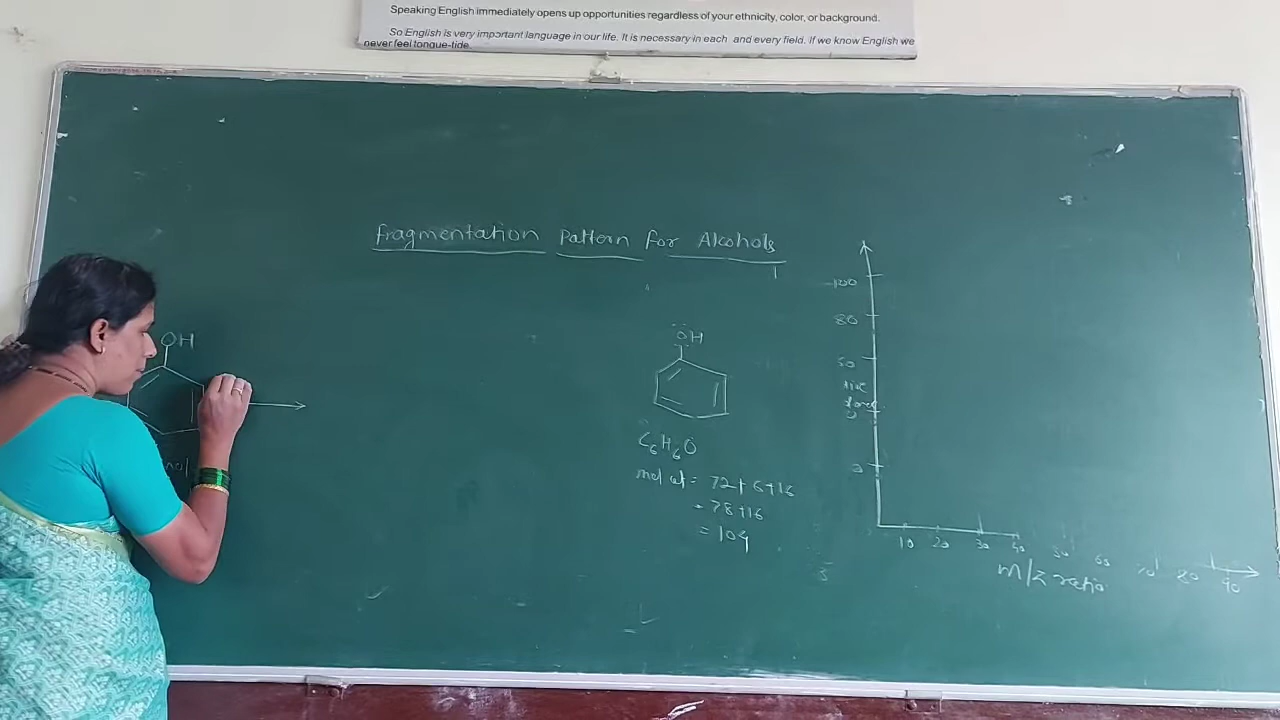 Speaking English immediately opens up opportunities regardless of your ethnicity, color, or background.
So English is very important language in our life. It is necessary in each and every field. If we know English we
never feel tongue-tide.
Fragmentation Pattern for Alcohols
OH
OH
C6H6O
mol wt = 72+6+16
= 78+16
= 104
100
80
50
10 20 30 40 50 60 70 80 90
m/z ratio